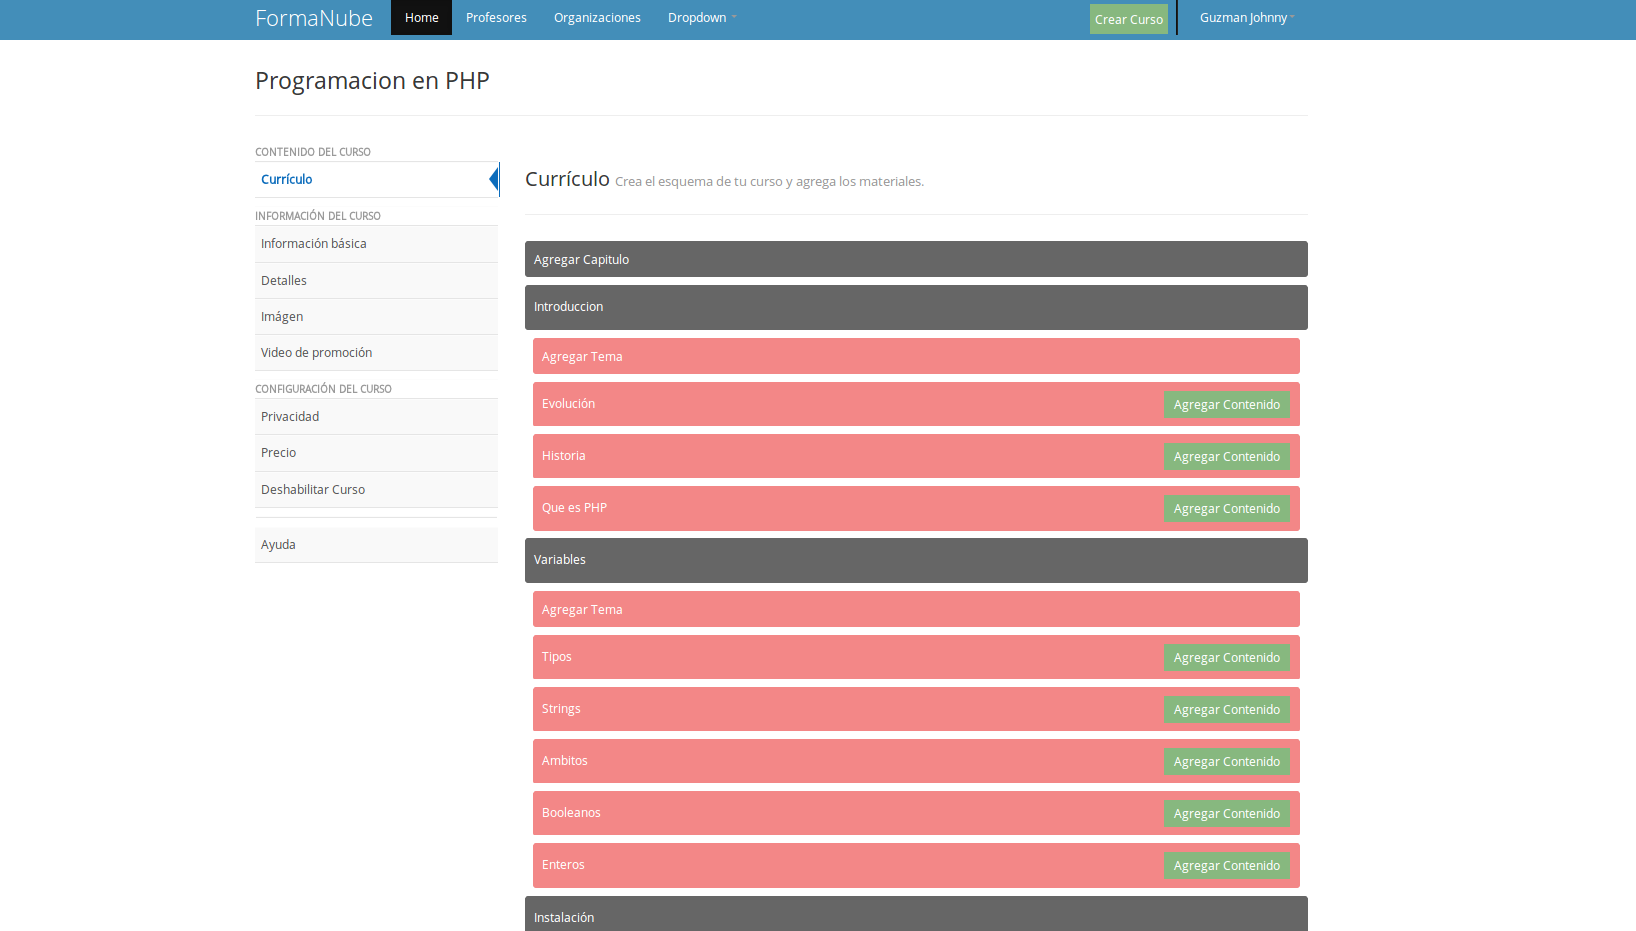 FormaNube Home Profesores Organizaciones Dropdown Crear Curso Guzman Johnny
Programacion en PHP
CONTENIDO DEL CURSO
Currículo
INFORMACIÓN DEL CURSO
Información básica
Detalles
Imágen
Video de promoción
CONFIGURACIÓN DEL CURSO
Privacidad
Precio
Deshabilitar Curso
Ayuda
Currículo Crea el esquema de tu curso y agrega los materiales.
Agregar Capitulo
Introduccion
Agregar Tema
Evolución Agregar Contenido
Historia Agregar Contenido
Que es PHP Agregar Contenido
Variables
Agregar Tema
Tipos Agregar Contenido
Strings Agregar Contenido
Ambitos Agregar Contenido
Booleanos Agregar Contenido
Enteros Agregar Contenido
Instalación